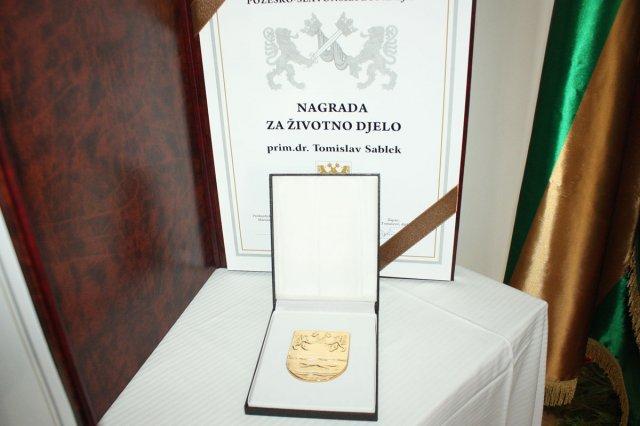 NAGRADA
ZA ŽIVOTNO DJELO
prim.dr. Tomislav Sablek